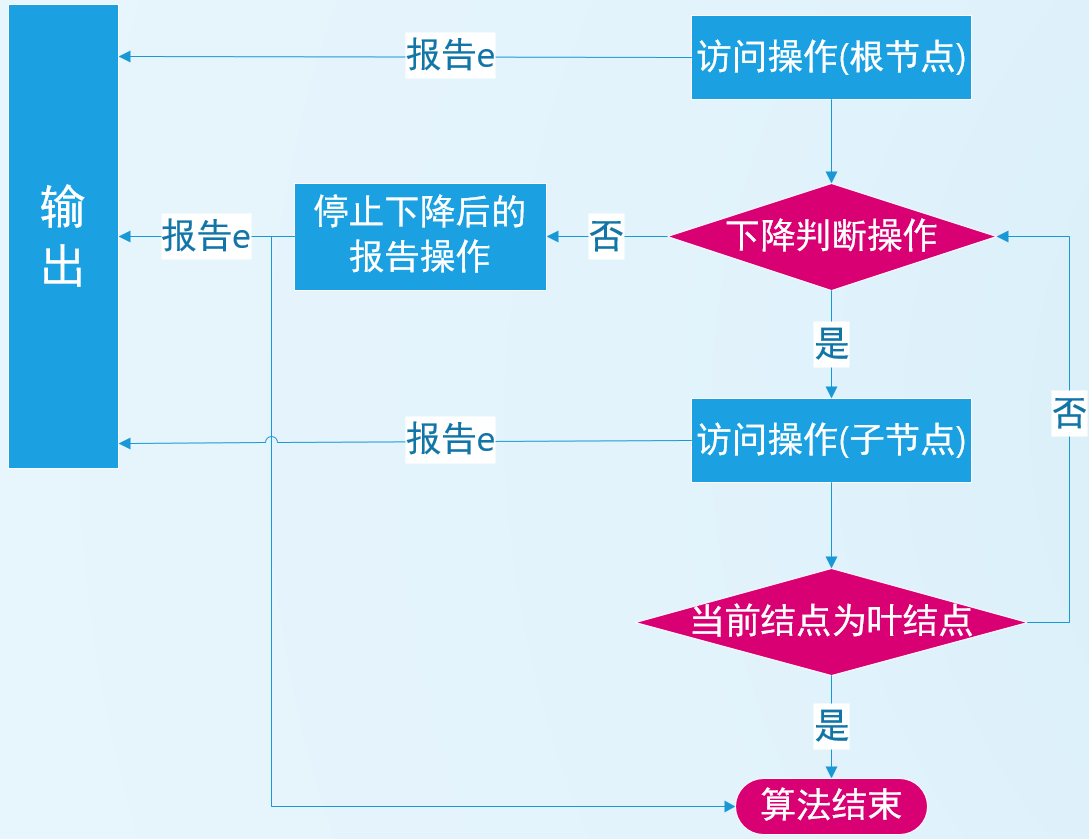 报告e
访问操作(根节点)
输
出
报告e
停止下降后的
报告操作
否
下降判断操作
是
否
报告e
访问操作(子节点)
当前结点为叶结点
是
算法结束